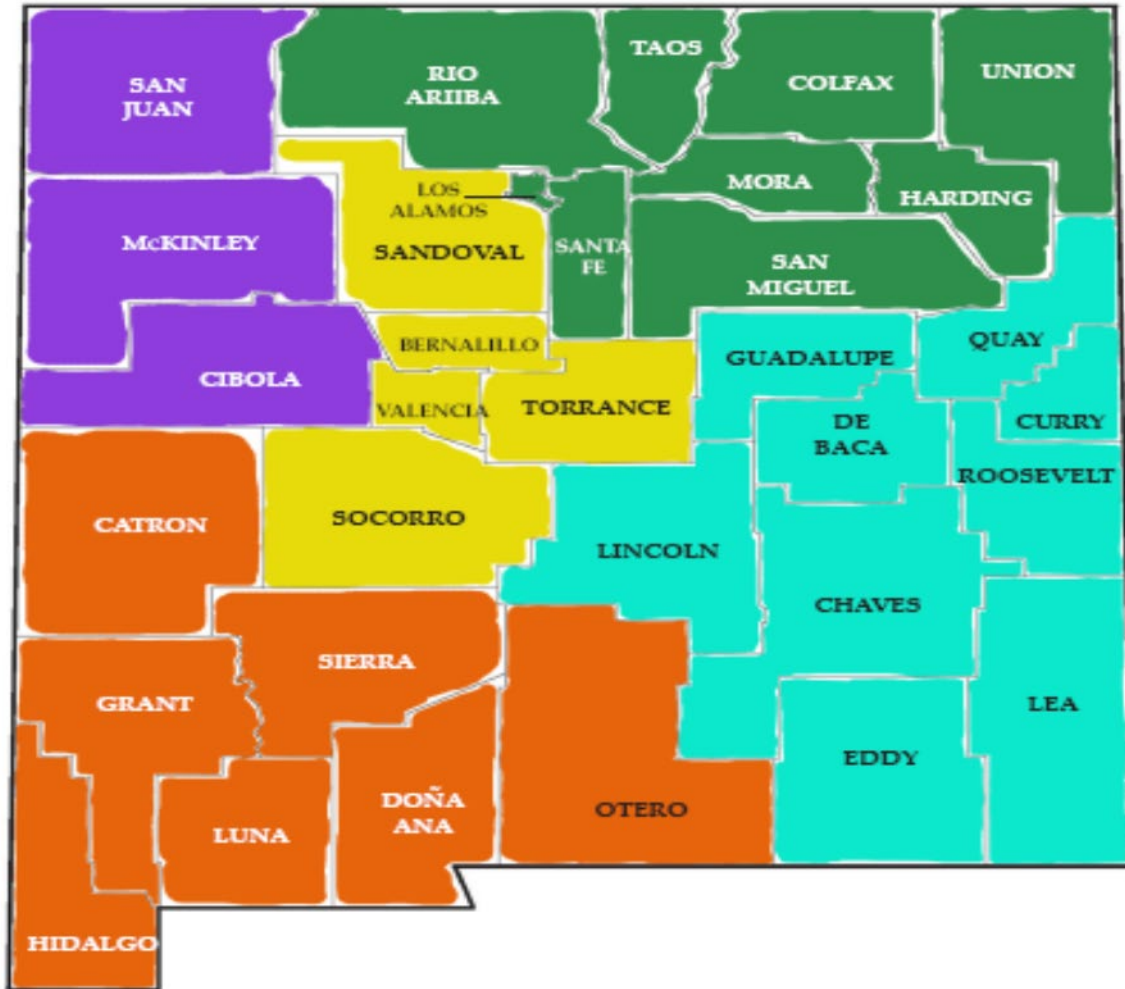 SAN
JUAN
RIO
ARIIBA
TAOS
COLFAX
UNION
LOS
ALAMOS
MORA
HARDING
McKINLEY
SANDOVAL
SANTA
FE
SAN
MIGUEL
BERNALILLO
GUADALUPE
QUAY
CIBOLA
VALENCIA
TORRANCE
DE
BACA
CURRY
ROOSEVELT
CATRON
SOCORRO
LINCOLN
CHAVES
SIERRA
GRANT
LEA
EDDY
DOÑA
ANA
LUNA
OTERO
HIDALGO